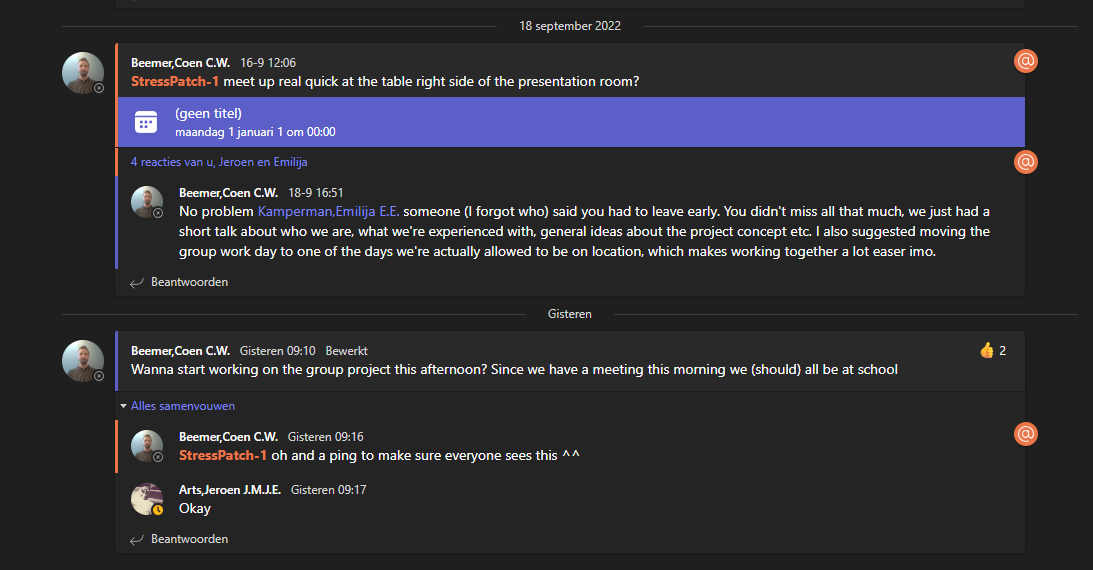 18 september 2022
Beemer,Coen C.W. 16-9 12:06
StressPatch-1 meet up real quick at the table right side of the presentation room?
(geen titel)
maandag 1 januari 1 om 00:00
4 reacties van u, Jeroen en Emilija
Beemer,Coen C.W. 18-9 16:51
No problem Kamperman,Emilija E.E. someone (I forgot who) said you had to leave early. You didn't miss all that much, we just had a
short talk about who we are, what we're experienced with, general ideas about the project concept etc. I also suggested moving the
group work day to one of the days we're actually allowed to be on location, which makes working together a lot easer imo.
Beantwoorden
Gisteren
Beemer,Coen C.W. Gisteren 09:10 Bewerkt 👍 2
Wanna start working on the group project this afternoon? Since we have a meeting this morning we (should) all be at school
Alles samenvouwen
Beemer,Coen C.W. Gisteren 09:16
StressPatch-1 oh and a ping to make sure everyone sees this ^^
Arts,Jeroen J.M.J.E. Gisteren 09:17
Okay
Beantwoorden